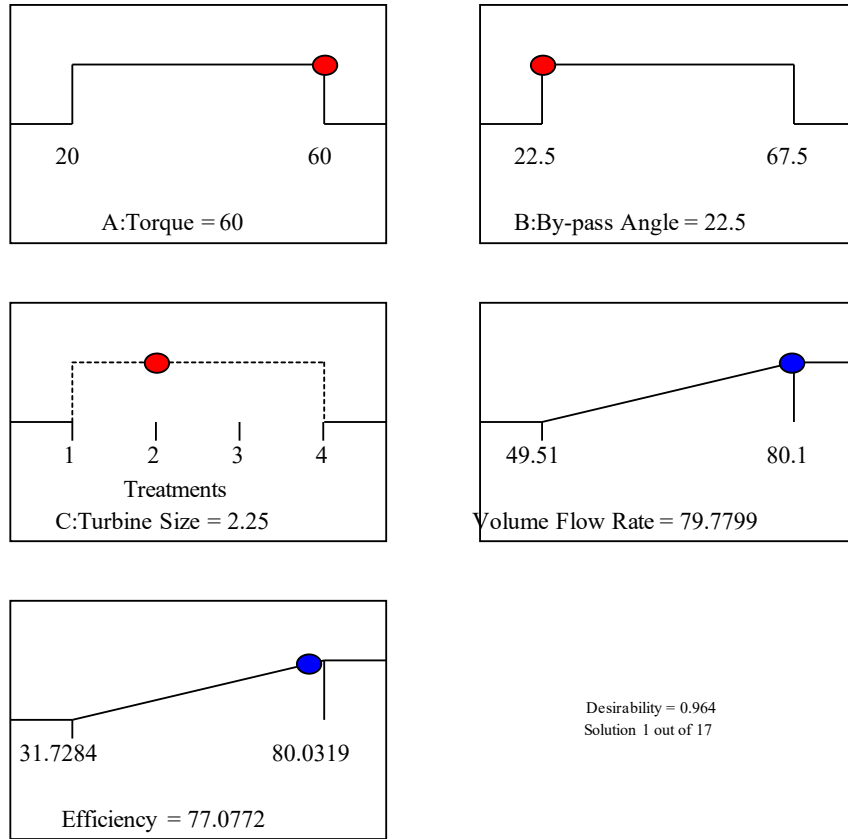 20 60
A:Torque = 60
22.5 67.5
B:By-pass Angle = 22.5
1 2 3 4
Treatments
C:Turbine Size = 2.25
49.51 80.1
Volume Flow Rate = 79.7799
31.7284 80.0319
Efficiency = 77.0772
Desirability = 0.964
Solution 1 out of 17